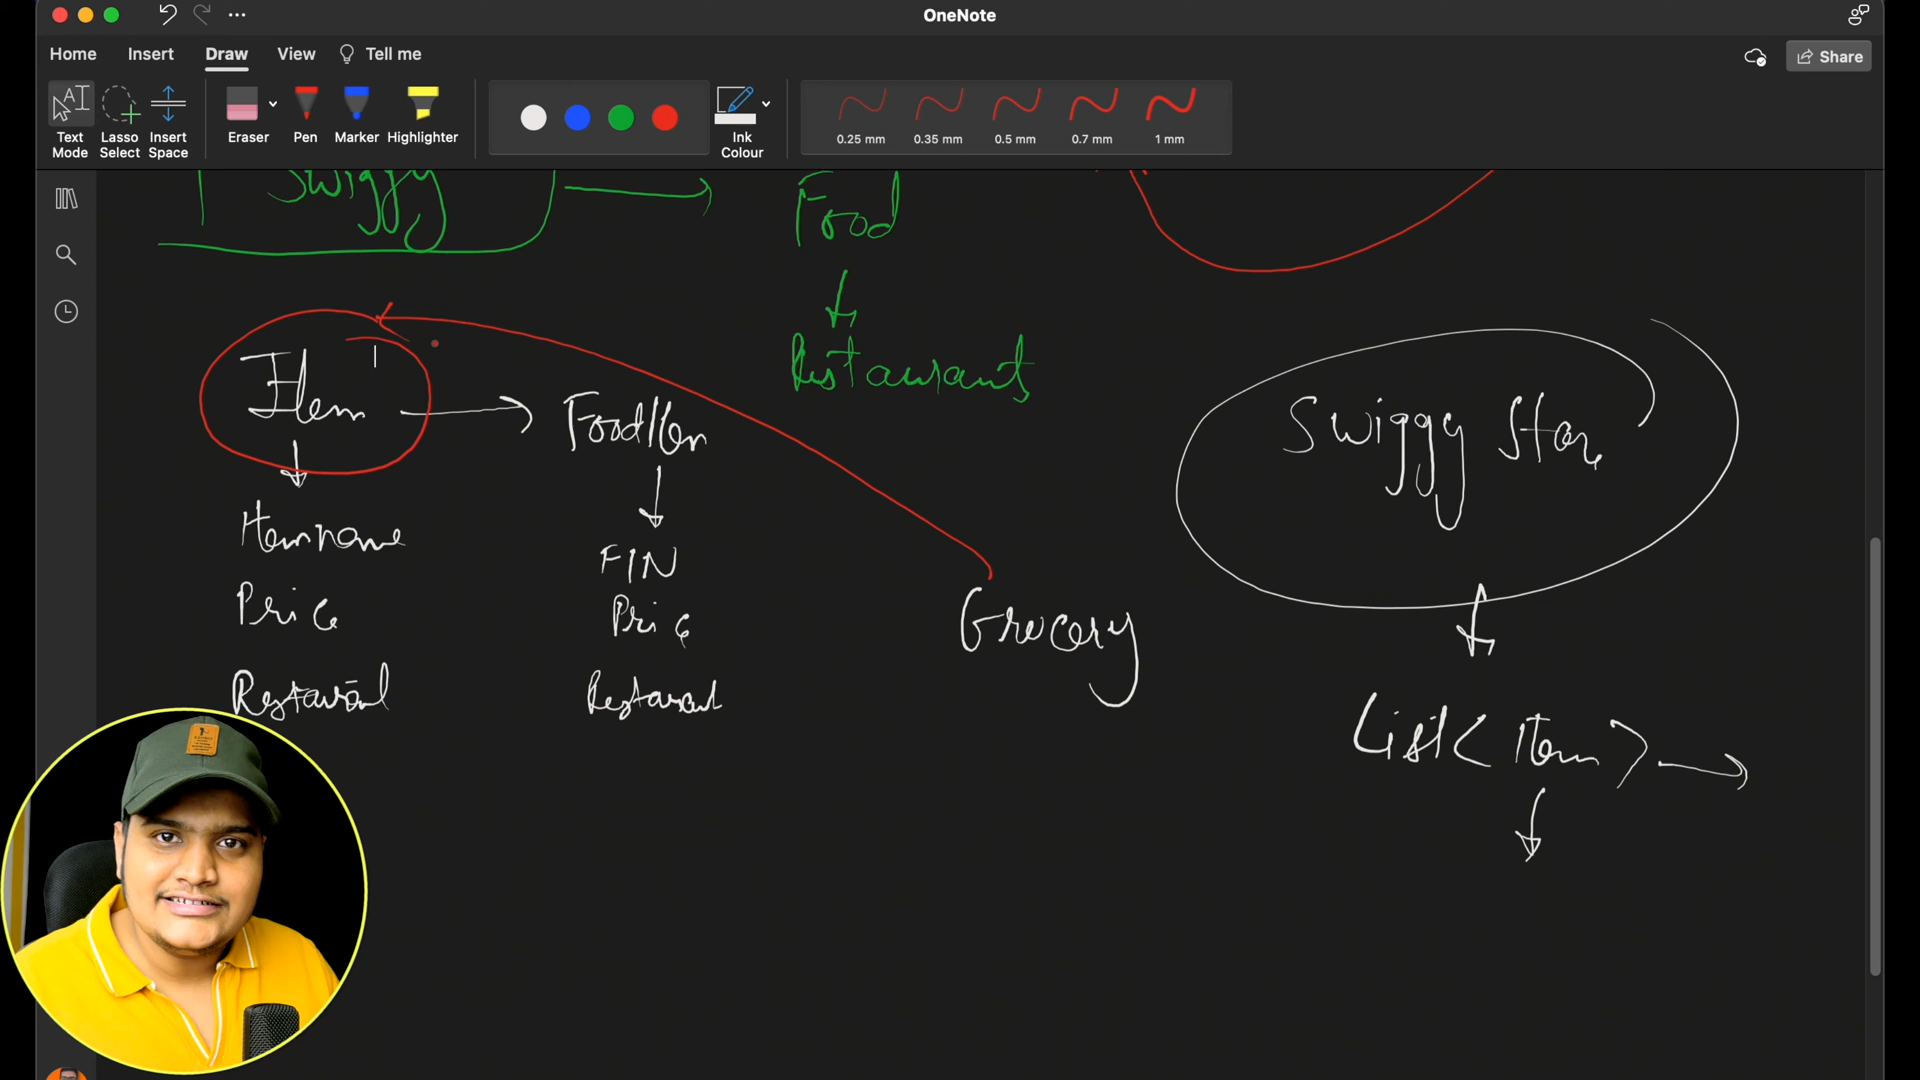 OneNote
Home Insert Draw View Tell me
Share
Text Mode
Lasso Select
Insert Space
Eraser
Pen
Marker
Highlighter
Ink Colour
0.25 mm
0.35 mm
0.5 mm
0.7 mm
1 mm
Swiggy
Food
Restaurant
Item
FoodItem
Swiggy Store
Itemname
Price
Restaurant
FIN
Price
Restaurant
Grocery
List<Item>